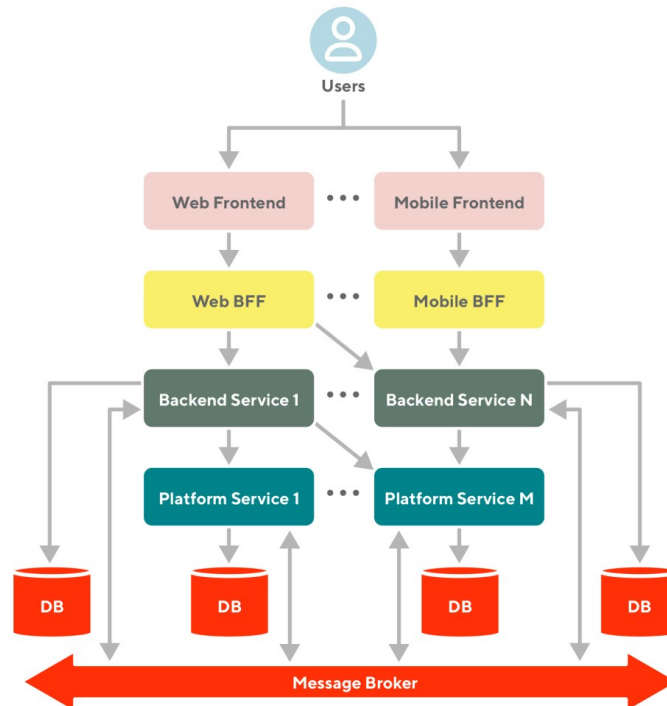 Users
Web Frontend
Mobile Frontend
Web BFF
Mobile BFF
Backend Service 1
Backend Service N
Platform Service 1
Platform Service M
DB
DB
DB
DB
Message Broker